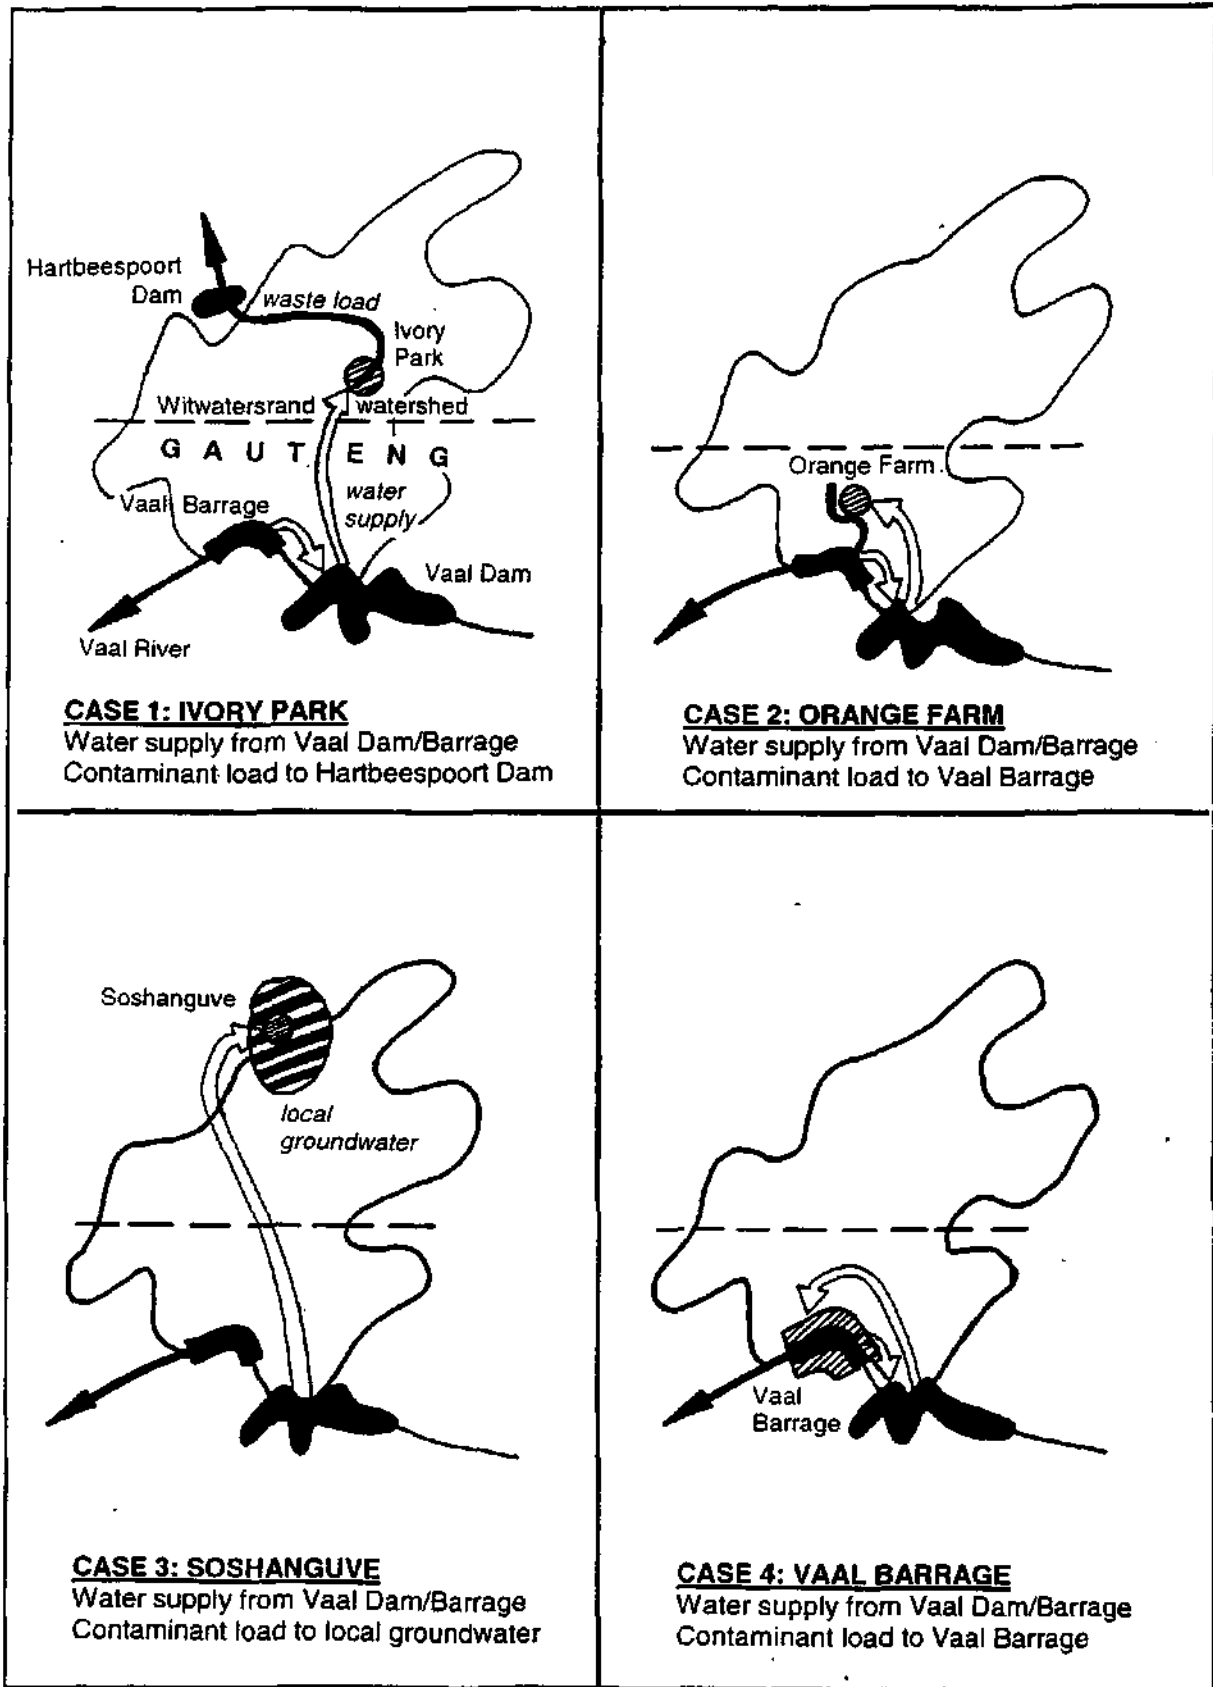 Hartbeespoort
Dam
waste load
Ivory
Park
Witwatersrand watershed
G A U T E N G
Vaal Barrage
water
supply
Vaal Dam
Vaal River
CASE 1: IVORY PARK
Water supply from Vaal Dam/Barrage
Contaminant load to Hartbeespoort Dam
Orange Farm
CASE 2: ORANGE FARM
Water supply from Vaal Dam/Barrage
Contaminant load to Vaal Barrage
Soshanguve
local
groundwater
CASE 3: SOSHANGUVE
Water supply from Vaal Dam/Barrage
Contaminant load to local groundwater
Vaal
Barrage
CASE 4: VAAL BARRAGE
Water supply from Vaal Dam/Barrage
Contaminant load to Vaal Barrage